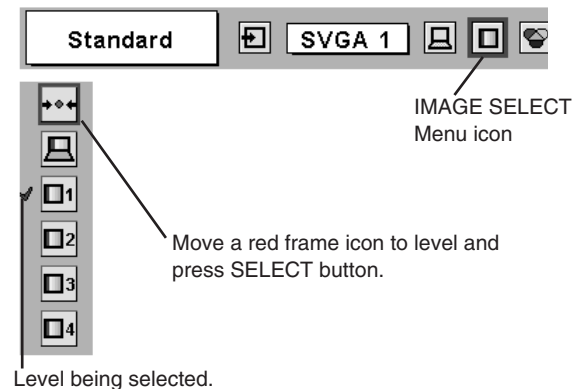 Standard
SVGA 1
IMAGE SELECT
Menu icon
1
2
3
4
Move a red frame icon to level and
press SELECT button.
Level being selected.